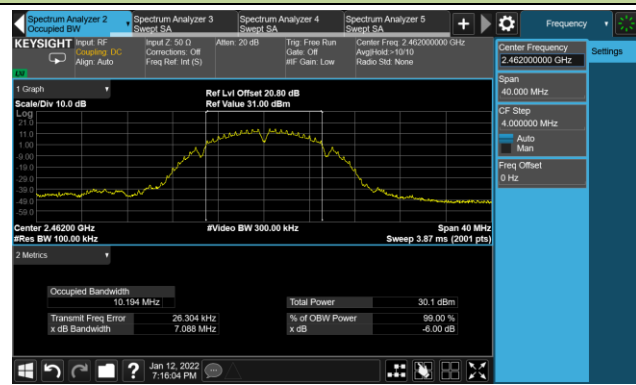 Spectrum Analyzer 2
Occupied BW
Spectrum Analyzer 3
Swept SA
Spectrum Analyzer 4
Swept SA
Spectrum Analyzer 5
Swept SA
Frequency
KEYSIGHT
Input: RF
Coupling: DC
Align: Auto
Input Z: 50 Ω
Corrections: Off
Freq Ref: Int (S)
Atten: 20 dB
Trig: Free Run
Gate: Off
#IF Gain: Low
Center Freq: 2.462000000 GHz
Avg|Hold:>10/10
Radio Std: None
Center Frequency
2.462000000 GHz
Settings
Span
40.000 MHz
CF Step
4.000000 MHz
Auto
Man
Freq Offset
0 Hz
1 Graph
Scale/Div 10.0 dB
Ref Lvl Offset 20.80 dB
Ref Value 31.00 dBm
Log
21.0
11.0
1.00
-9.00
-19.0
-29.0
-39.0
-49.0
-59.0
Center 2.46200 GHz
#Res BW 100.00 kHz
#Video BW 300.00 kHz
Span 40 MHz
Sweep 3.87 ms (2001 pts)
2 Metrics
Occupied Bandwidth
10.194 MHz
Total Power 30.1 dBm
Transmit Freq Error 26.304 kHz
% of OBW Power 99.00 %
x dB Bandwidth 7.088 MHz
x dB -6.00 dB
Jan 12, 2022
7:16:04 PM